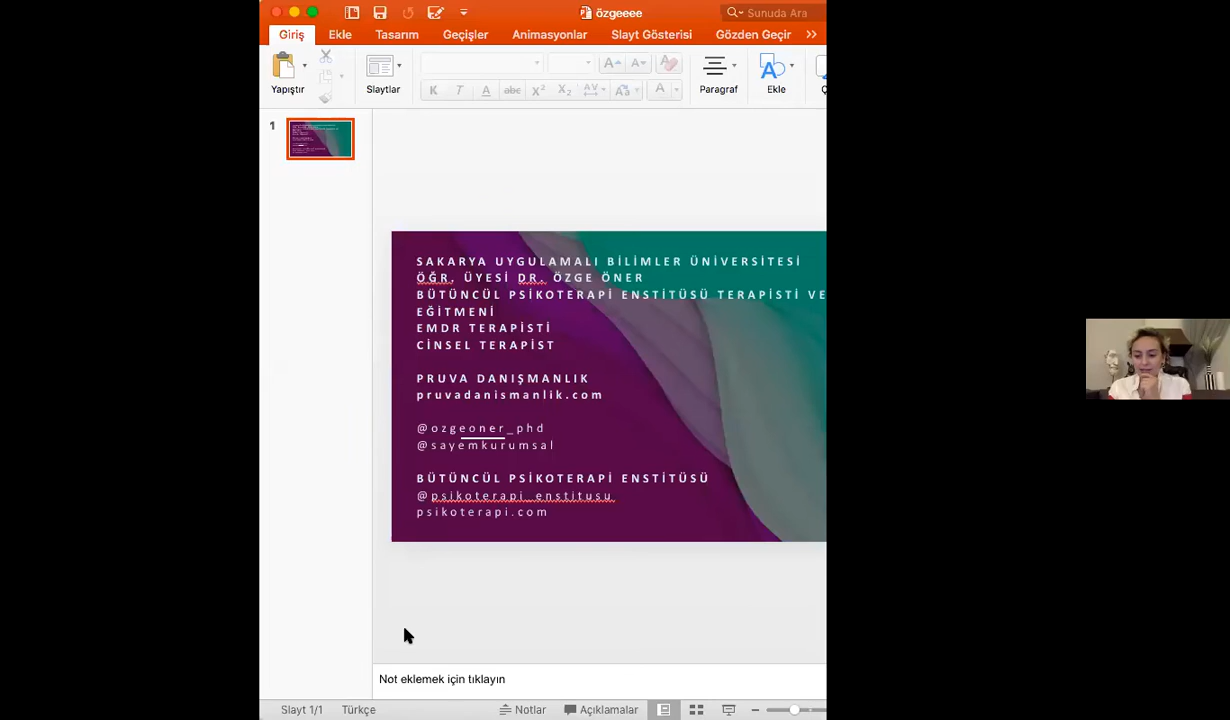 özgeeee
Sunuda Ara
Giriş Ekle Tasarım Geçişler Animasyonlar Slayt Gösterisi Gözden Geçir
Yapıştır Slaytlar Paragraf Ekle
1
SAKARYA UYGULAMALI BİLİMLER ÜNİVERSİTESİ
ÖĞR. ÜYESİ DR. ÖZGE ÖNER
BÜTÜNCÜL PSİKOTERAPİ ENSTİTÜSÜ TERAPİSTİ VE
EĞİTMENİ
EMDR TERAPİSTİ
CİNSEL TERAPİST
PRUVA DANIŞMANLIK
pruvadanismanlik.com
@ozgeoner_phd
@sayemkurumsal
BÜTÜNCÜL PSİKOTERAPİ ENSTİTÜSÜ
@psikoterapi_enstitusu
psikoterapi.com
Not eklemek için tıklayın
Slayt 1/1 Türkçe Notlar Açıklamalar